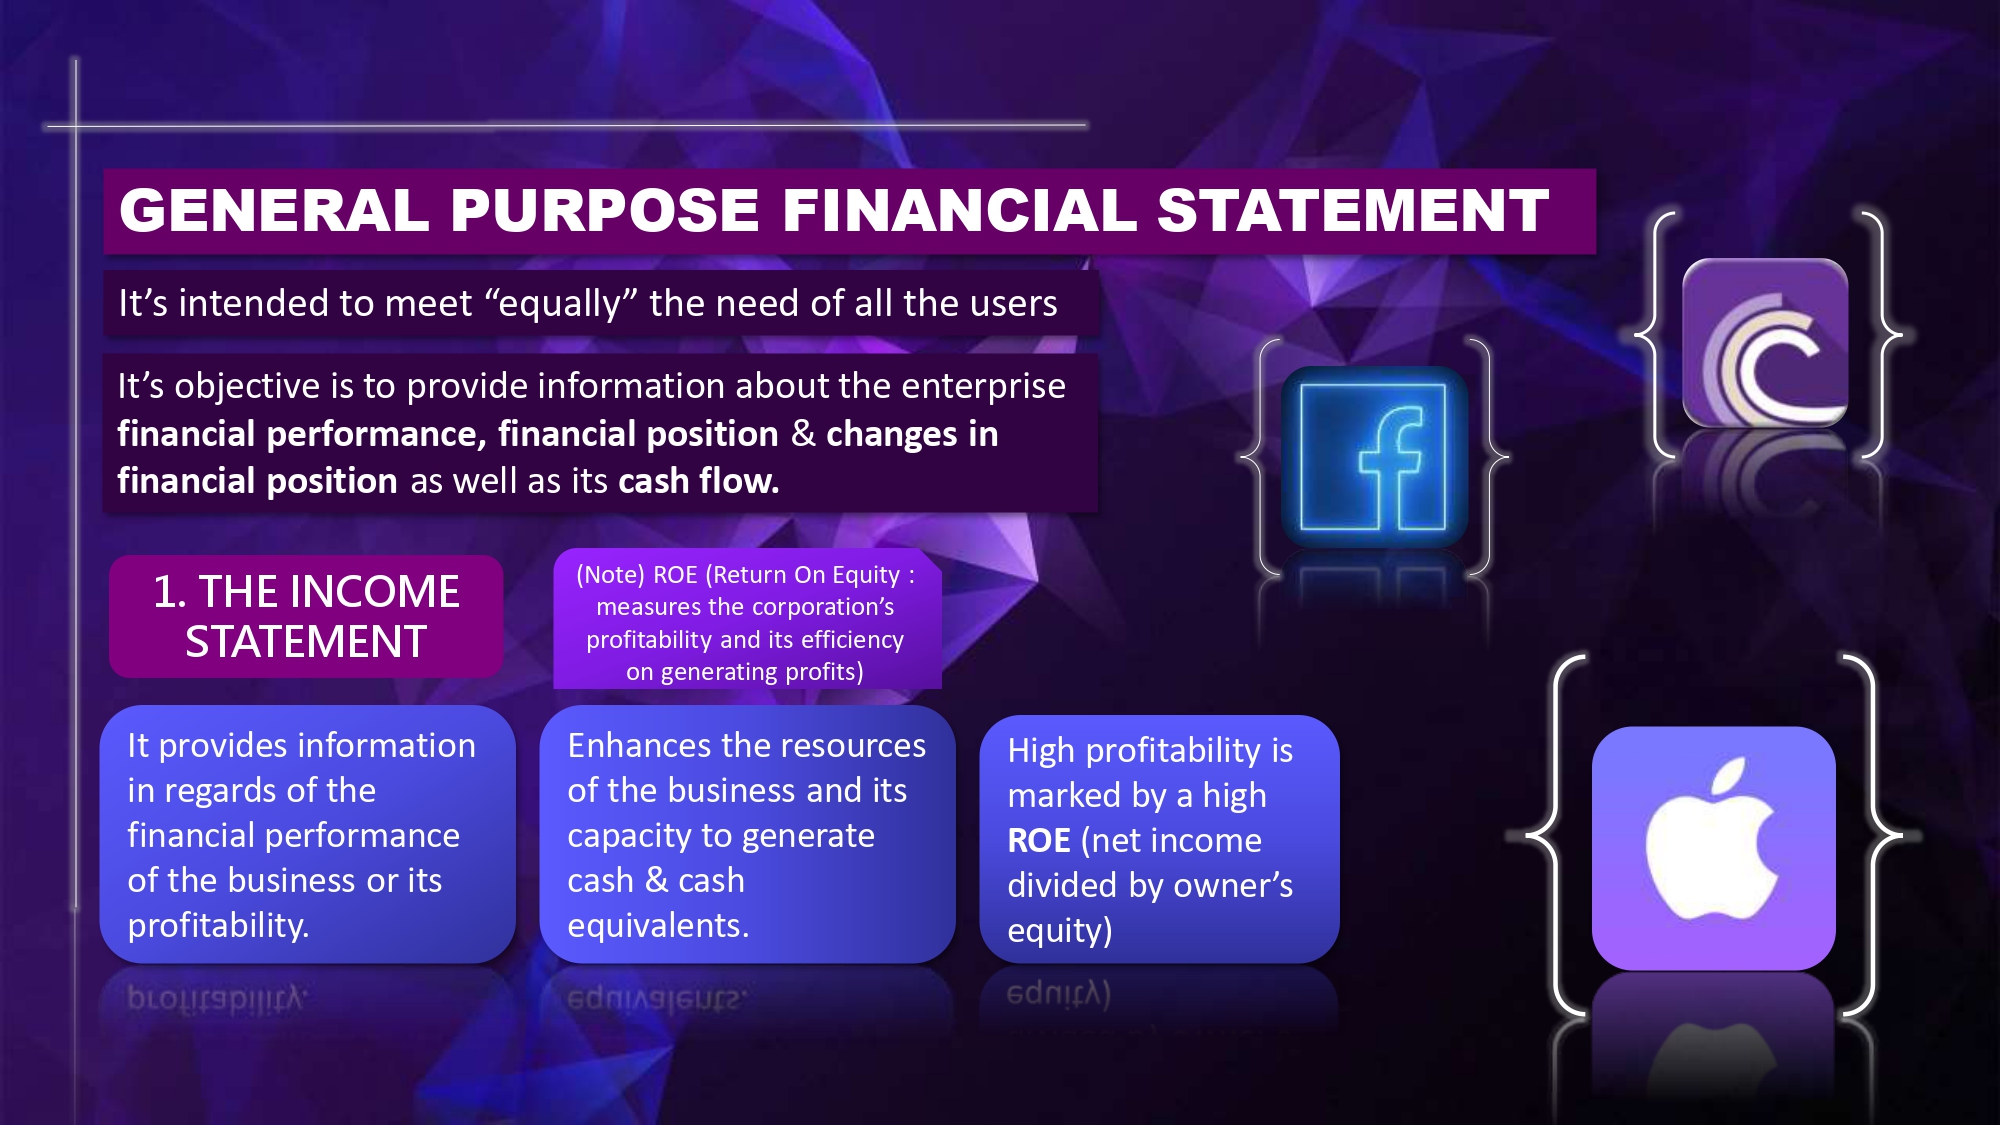 GENERAL PURPOSE FINANCIAL STATEMENT
It’s intended to meet “equally” the need of all the users
It’s objective is to provide information about the enterprise
financial performance, financial position & changes in
financial position as well as its cash flow.
1. THE INCOME
STATEMENT
(Note) ROE (Return On Equity :
measures the corporation’s
profitability and its efficiency
on generating profits)
It provides information
in regards of the
financial performance
of the business or its
profitability.
Enhances the resources
of the business and its
capacity to generate
cash & cash
equivalents.
High profitability is
marked by a high
ROE (net income
divided by owner’s
equity)